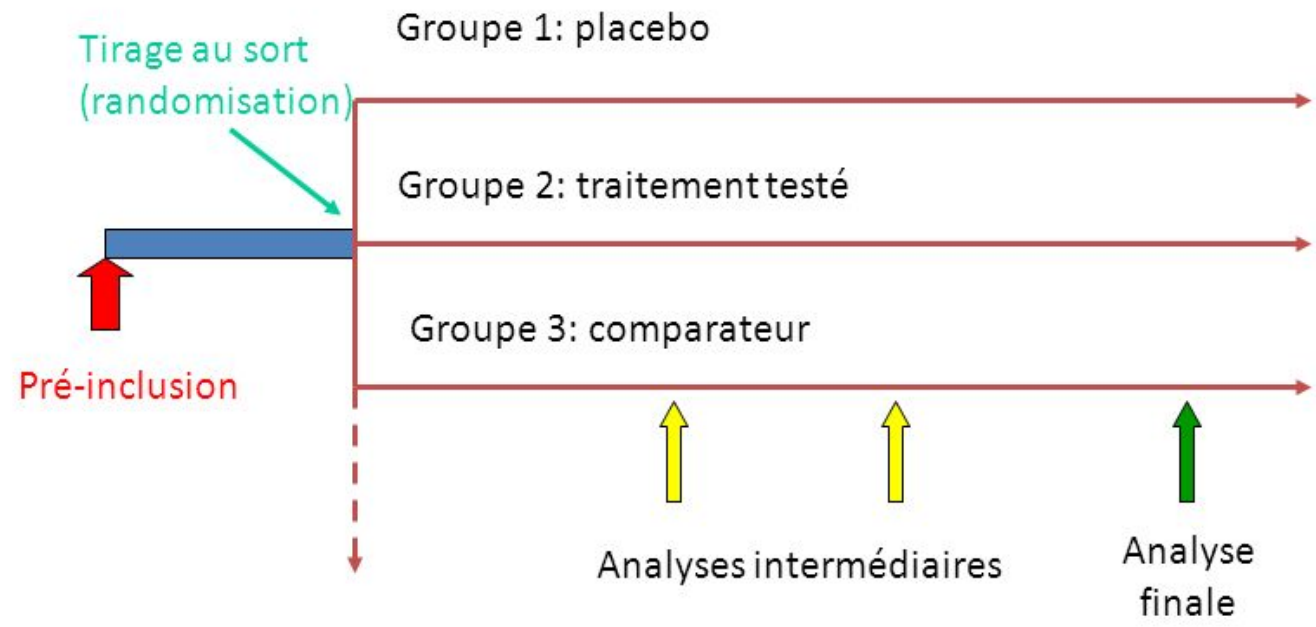 Groupe 1: placebo
Tirage au sort
(randomisation)
Groupe 2: traitement testé
Groupe 3: comparateur
Pré-inclusion
Analyses intermédiaires
Analyse
finale